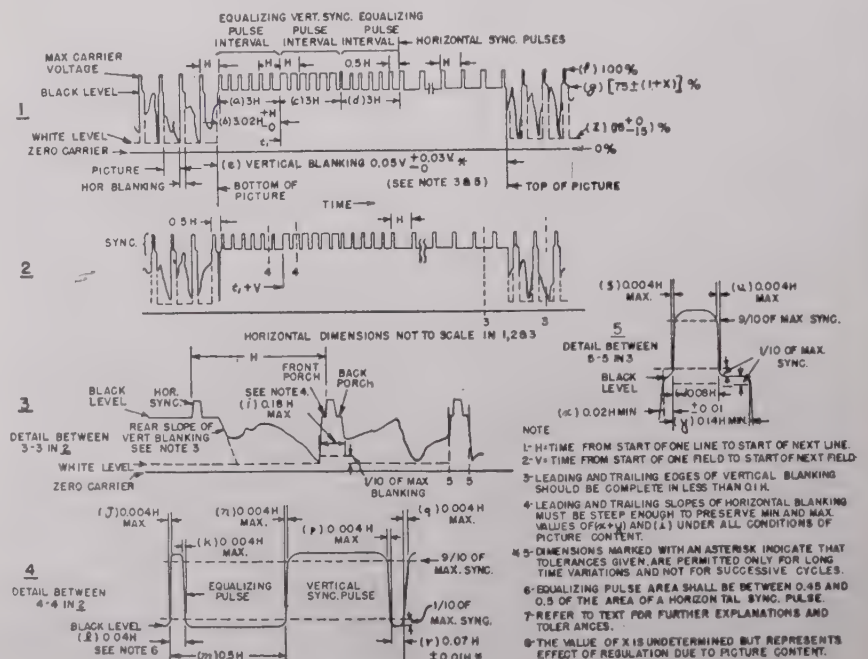 EQUALIZING VERT. SYNC. EQUALIZING
PULSE PULSE PULSE
INTERVAL INTERVAL INTERVAL
HORIZONTAL SYNC. PULSES
H H 0.5H H
MAX CARRIER
VOLTAGE
BLACK LEVEL
1
WHITE LEVEL
ZERO CARRIER
(a)3H (c)3H (d)3H
(b)3.02H +H -0
t,
100%
(g) [75±(1+X)] %
+0 -15) %
0%
PICTURE
HOR BLANKING
(e) VERTICAL BLANKING 0.05V +0.03V -0 *
BOTTOM OF
PICTURE
(SEE NOTE 3&5)
TOP OF PICTURE
TIME
0.5H H
SYNC.
2
4 4
t, + V
3 3
HORIZONTAL DIMENSIONS NOT TO SCALE IN 1,2&3
H
FRONT
PORCH
BACK
PORCH
BLACK
LEVEL
HOR.
SYNC.
SEE NOTE 4.
(i) 0.18H
MAX
3
REAR SLOPE OF
VERT BLANKING
SEE NOTE 3
DETAIL BETWEEN
3-3 IN 2
WHITE LEVEL
ZERO CARRIER
1/10 OF MAX
BLANKING
5 5
(J)0.004H
MAX
(n)0.004H
MAX.
(q)0.004H
MAX.
(k)0.004H
MAX.
(p)0.004H
MAX.
9/10 OF
MAX. SYNC.
4
DETAIL BETWEEN
4-4 IN 2
EQUALIZING
PULSE
VERTICAL
SYNC. PULSE
1/10 OF
MAX. SYNC.
BLACK LEVEL
(l)0.04H
SEE NOTE 6
(m)0.5H
(r)0.07H
±0.01H*
0.004H
MAX.
(u)0.004H
MAX
9/10 OF MAX SYNC.
5
DETAIL BETWEEN
5-5 IN 3
1/10 OF MAX.
SYNC.
BLACK
LEVEL
0.08H
±0.01
0.02H MIN
0.14H MIN
NOTE
1- H=TIME FROM START OF ONE LINE TO START OF NEXT LINE.
2- V=TIME FROM START OF ONE FIELD TO START OF NEXT FIELD
3- LEADING AND TRAILING EDGES OF VERTICAL BLANKING
SHOULD BE COMPLETE IN LESS THAN 0.1 H.
4- LEADING AND TRAILING SLOPES OF HORIZONTAL BLANKING
MUST BE STEEP ENOUGH TO PRESERVE MIN AND MAX.
VALUES OF (x+y) AND (i) UNDER ALL CONDITIONS OF
PICTURE CONTENT.
* 5- DIMENSIONS MARKED WITH AN ASTERISK INDICATE THAT
TOLERANCES GIVEN, ARE PERMITTED ONLY FOR LONG
TIME VARIATIONS AND NOT FOR SUCCESSIVE CYCLES.
6- EQUALIZING PULSE AREA SHALL BE BETWEEN 0.45 AND
0.5 OF THE AREA OF A HORIZONTAL SYNC. PULSE.
7- REFER TO TEXT FOR FURTHER EXPLANATIONS AND
TOLERANCES.
8- THE VALUE OF X IS UNDETERMINED BUT REPRESENTS
EFFECT OF REGULATION DUE TO PICTURE CONTENT.